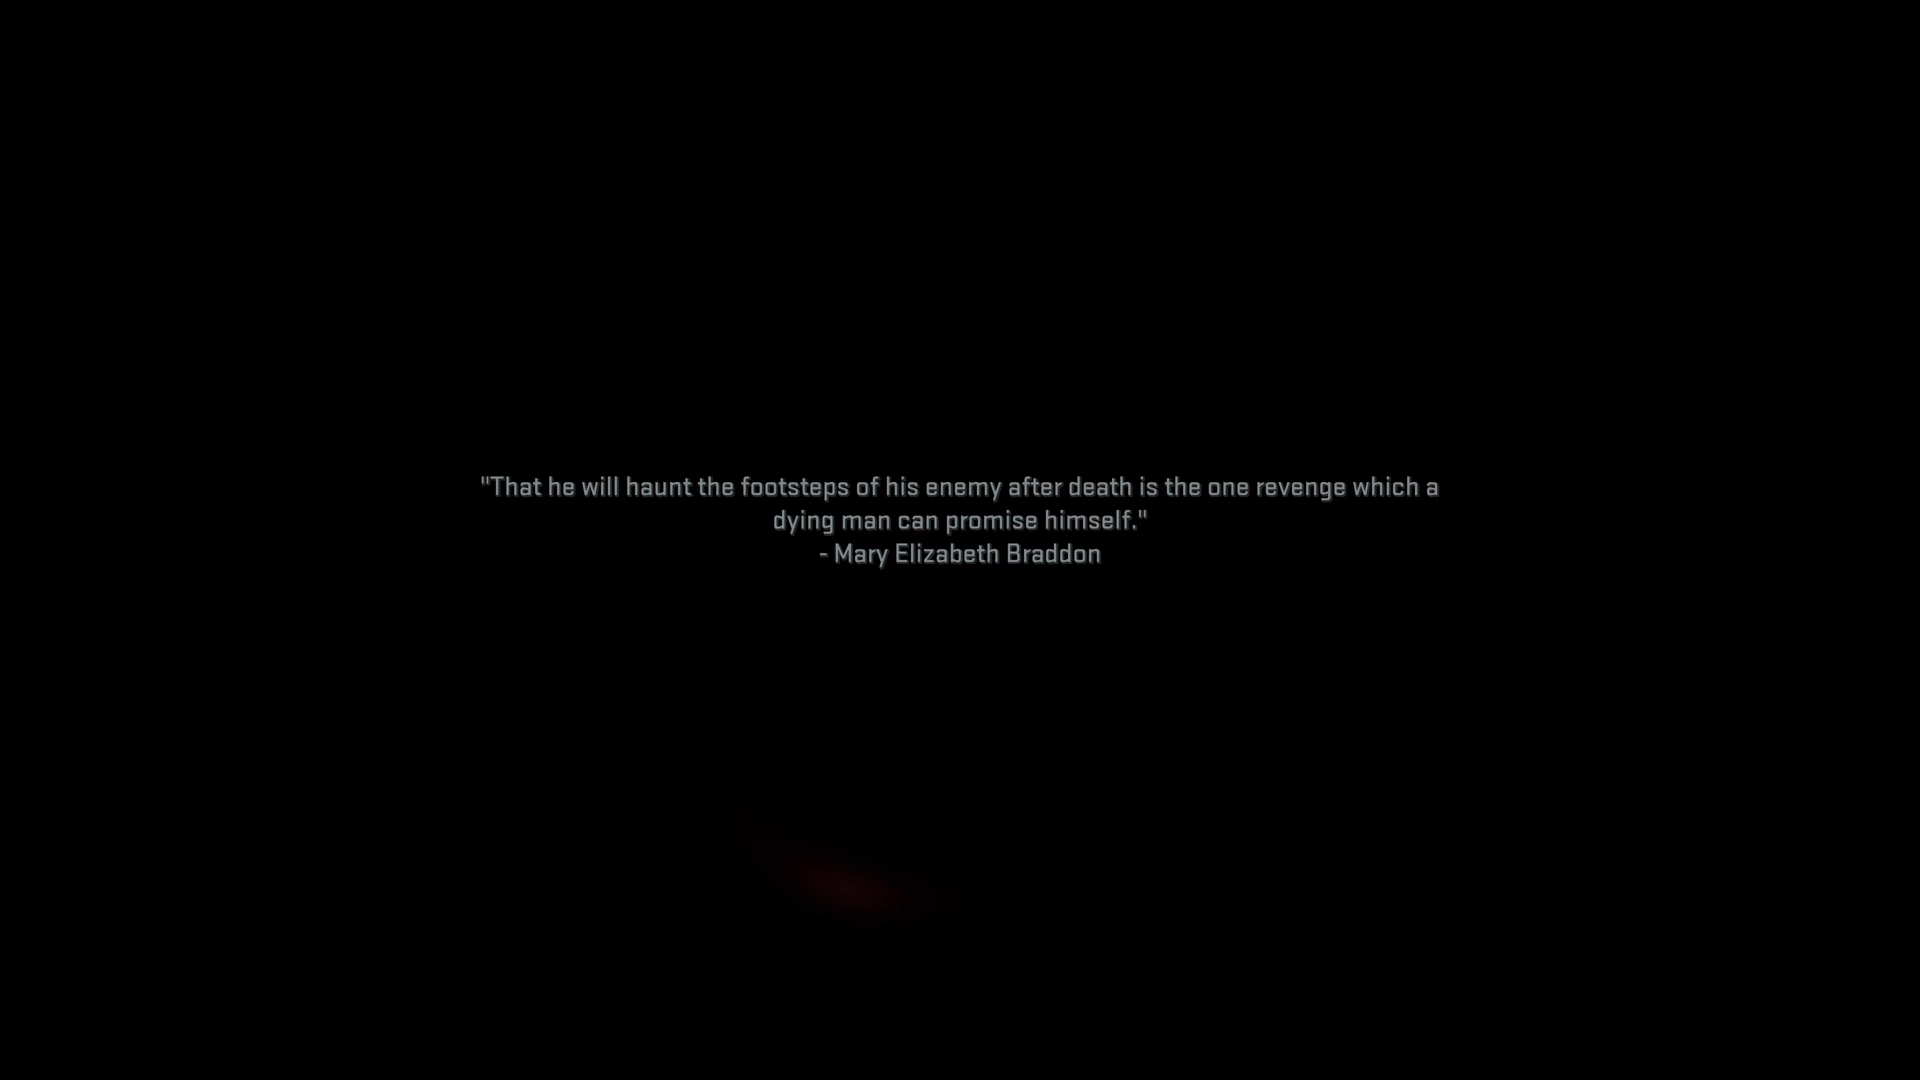 "That he will haunt the footsteps of his enemy after death is the one revenge which a
dying man can promise himself."
- Mary Elizabeth Braddon